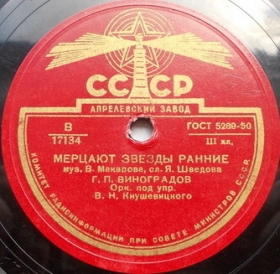 СССР
АПРЕЛЕВСКИЙ ЗАВОД
В
17134
ГОСТ 5289-50
III кл.
МЕРЦАЮТ ЗВЕЗДЫ РАННИЕ
муз. В. Макарова, сл. Я. Шведова
Г. П. ВИНОГРАДОВ
Орк. под упр.
В. Н. Кнушевицкого
КОМИТЕТ РАДИОИНФОРМАЦИИ ПРИ СОВЕТЕ МИНИСТРОВ СССР